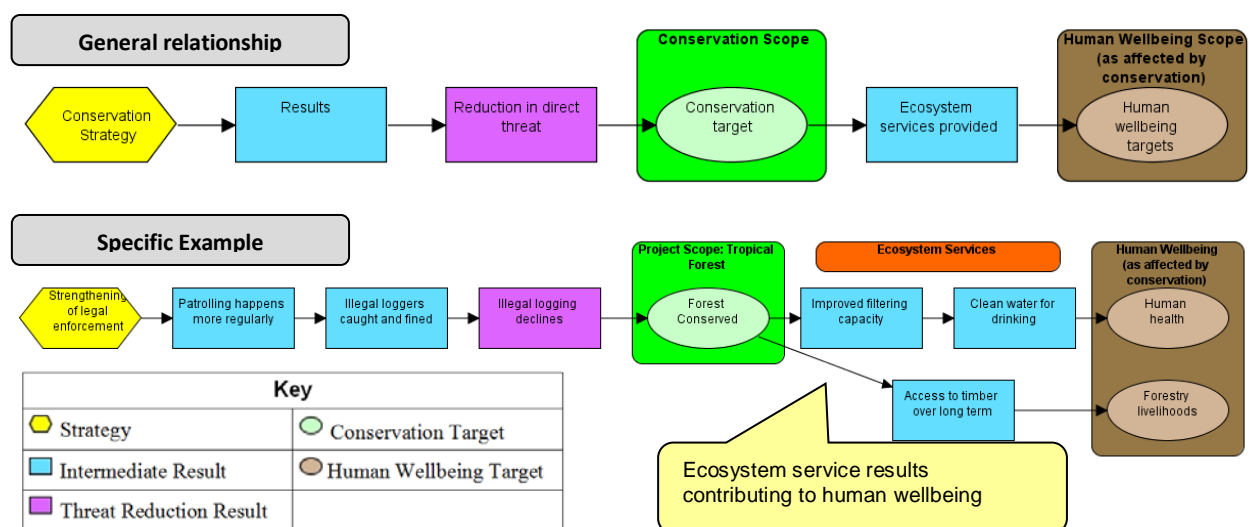 General relationship
Conservation
Strategy
Results
Reduction in direct
threat
Conservation Scope
Conservation
target
Ecosystem
services provided
Human Wellbeing Scope
(as affected by
conservation)
Human
wellbeing
targets
Specific Example
Strengthening
of legal
enforcement
Patrolling happens
more regularly
Illegal loggers
caught and fined
Illegal logging
declines
Project Scope: Tropical
Forest
Forest
Conserved
Ecosystem Services
Improved filtering
capacity
Clean water for
drinking
Human Wellbeing
(as affected by
conservation)
Human
health
Access to timber
over long term
Forestry
livelihoods
Key
Strategy
Conservation Target
Intermediate Result
Human Wellbeing Target
Threat Reduction Result
Ecosystem service results
contributing to human wellbeing